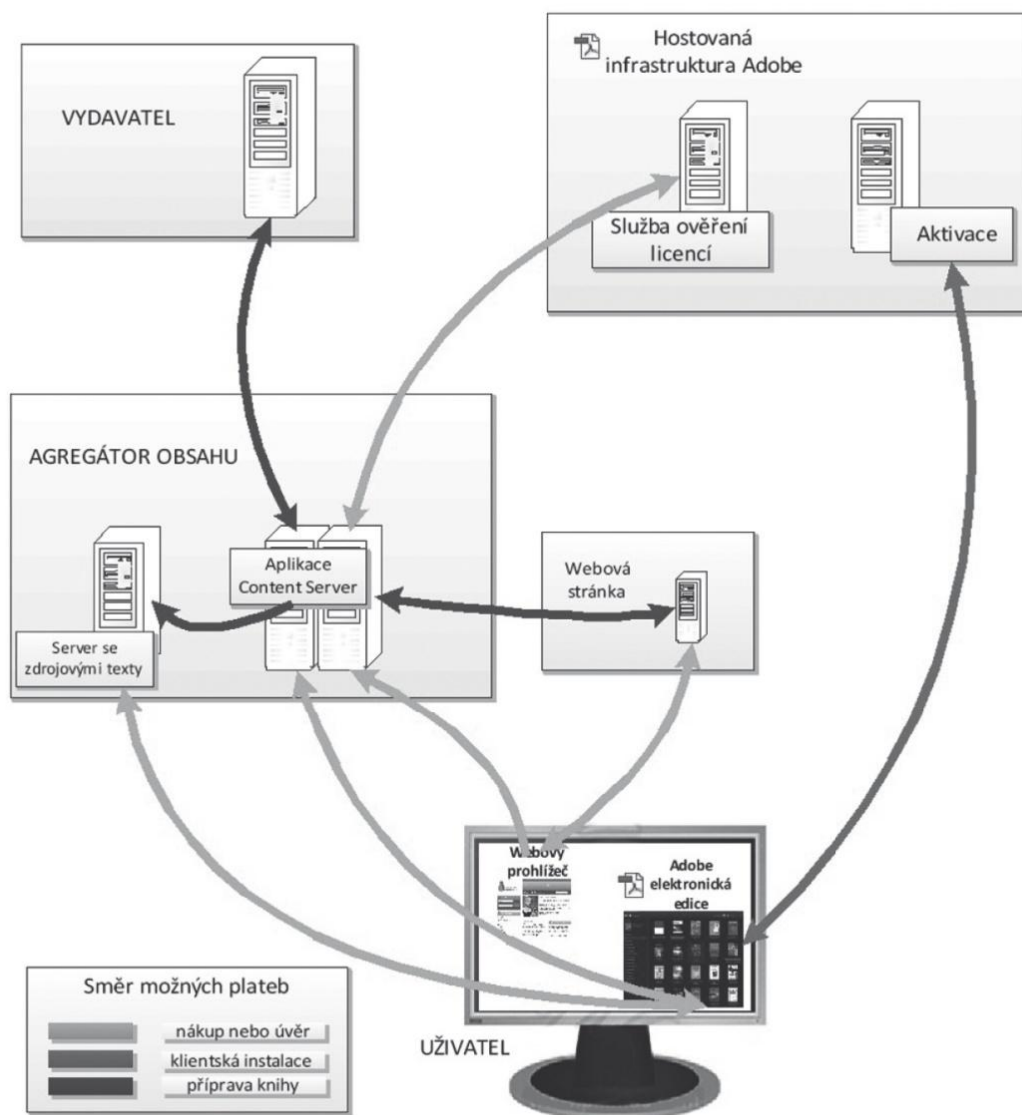 VYDAVATEL
Hostovaná
infrastruktura Adobe
Služba ověření
licencí
Aktivace
AGREGÁTOR OBSAHU
Aplikace
Content Server
Server se
zdrojovými texty
Webová
stránka
Webový
prohlížeč
Adobe
elektronická
edice
UŽIVATEL
Směr možných plateb
nákup nebo úvěr
klientská instalace
příprava knihy